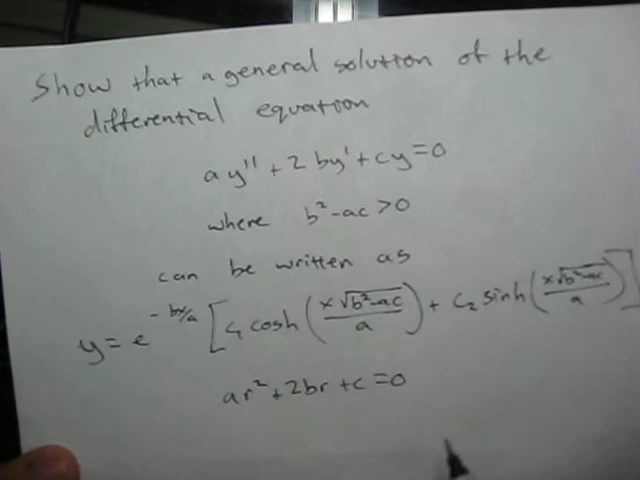 Show that a general solution of the
differential equation
ay'' + 2by' + cy = 0
where b² - ac > 0
can be written as
y = e^(-bx/a) [c₁ cosh (x√(b²-ac)/a) + c₂ sinh (x√(b²-ac)/a)]
ar² + 2br + c = 0